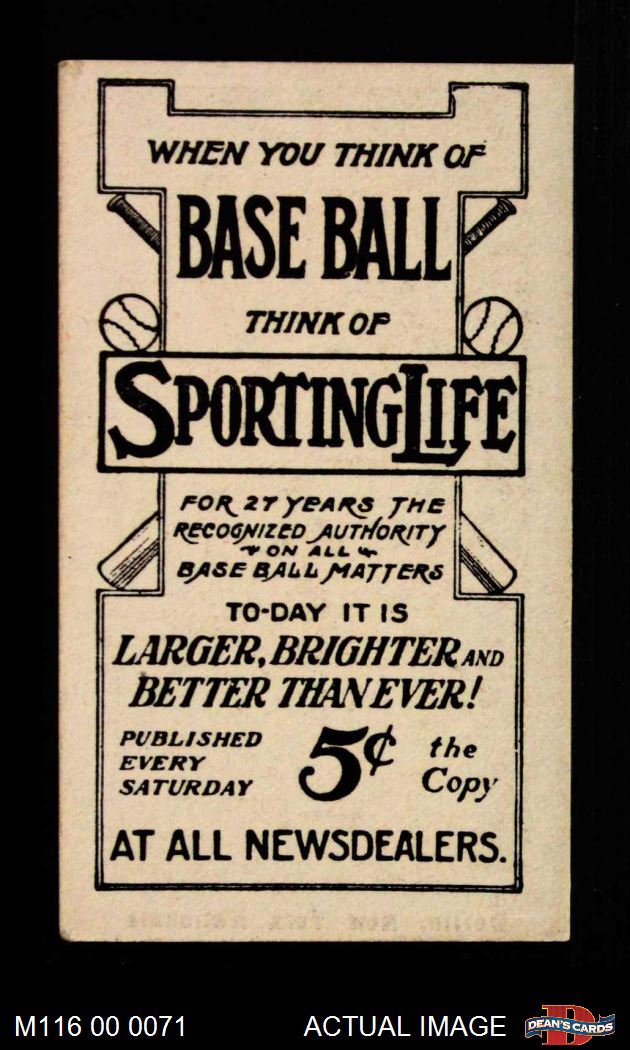 WHEN YOU THINK OF
BASE BALL
THINK OF
SPORTING LIFE
FOR 27 YEARS THE
RECOGNIZED AUTHORITY
ON ALL
BASE BALL MATTERS
TO-DAY IT IS
LARGER, BRIGHTER AND
BETTER THAN EVER!
PUBLISHED
EVERY
SATURDAY
5¢
the
Copy
AT ALL NEWSDEALERS.
M116 00 0071
ACTUAL IMAGE
D
DEAN'S CARDS